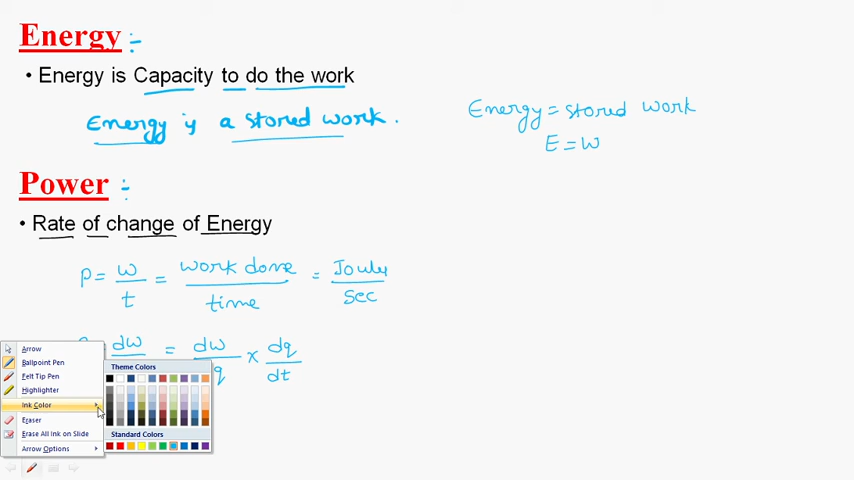 Energy :-
• Energy is Capacity to do the work
Energy is a stored work.
Energy = stored work
E = W
Power :-
• Rate of change of Energy
P = W/t = work done/time = Joule/Sec
dW = dW/q × dq/dt
Arrow
Ballpoint Pen
Felt Tip Pen
Highlighter
Ink Color
Eraser
Erase All Ink on Slide
Arrow Options
Theme Colors
Standard Colors